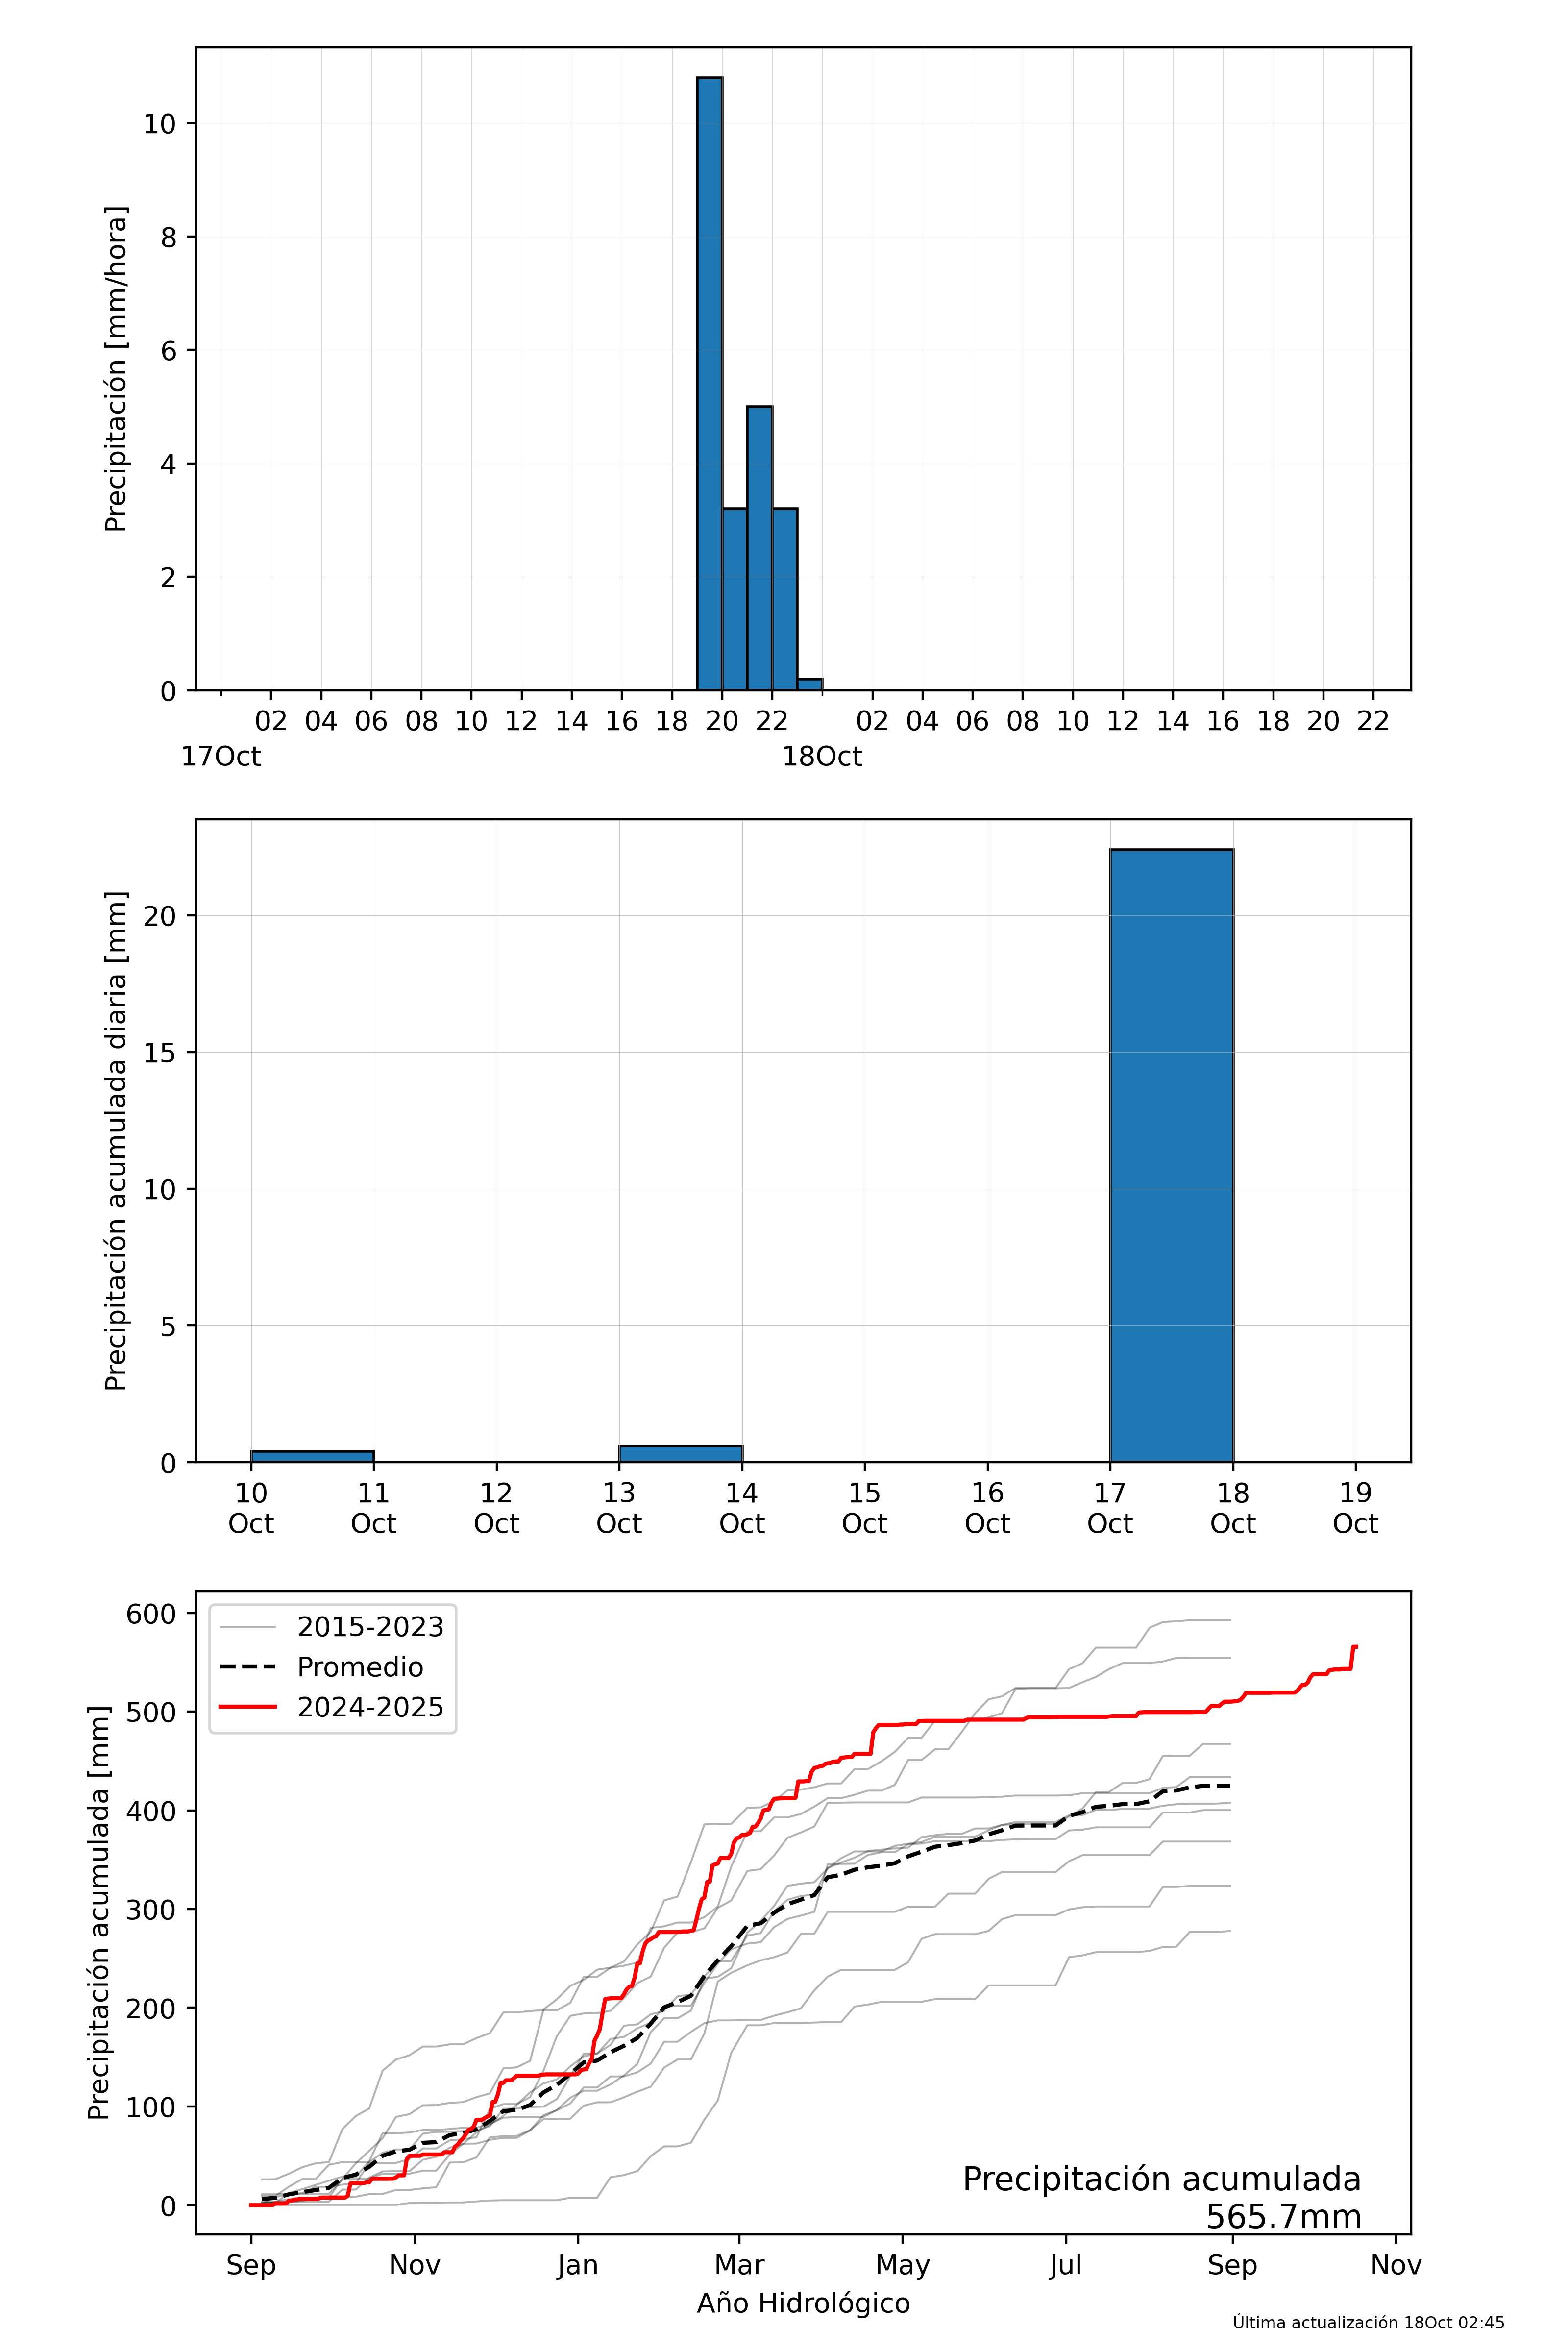 Precipitación [mm/hora]
10
8
6
4
2
0
02 04 06 08 10 12 14 16 18 20 22 02 04 06 08 10 12 14 16 18 20 22
17Oct 18Oct
Precipitación acumulada diaria [mm]
20
15
10
5
0
10 11 12 13 14 15 16 17 18 19
Oct Oct Oct Oct Oct Oct Oct Oct Oct Oct
Precipitación acumulada [mm]
600
500
400
300
200
100
0
2015-2023
Promedio
2024-2025
Precipitación acumulada
565.7mm
Sep Nov Jan Mar May Jul Sep Nov
Año Hidrológico
Última actualización 18Oct 02:45